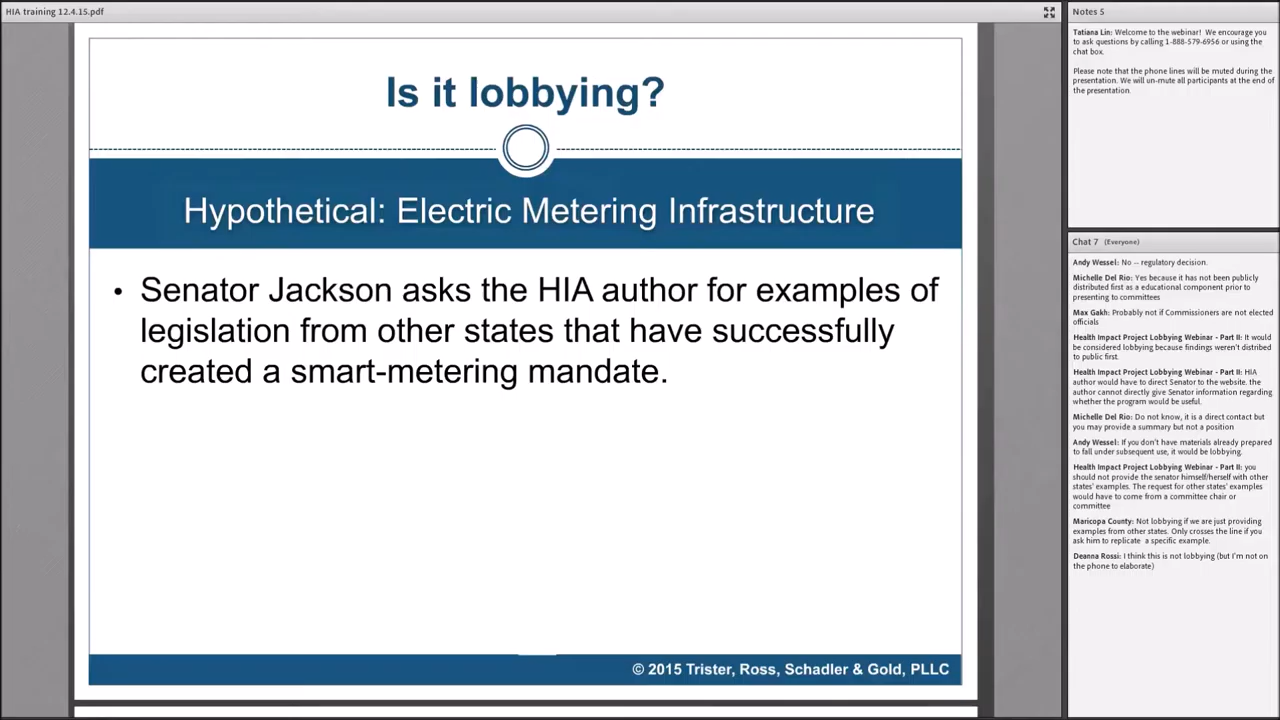 HIA training 12.4.15.pdf
Is it lobbying?
Hypothetical: Electric Metering Infrastructure
• Senator Jackson asks the HIA author for examples of
legislation from other states that have successfully
created a smart-metering mandate.
© 2015 Trister, Ross, Schadler & Gold, PLLC
Notes 5
Tatiana Lin: Welcome to the webinar! We encourage you
to ask questions by calling 1-888-579-6956 or using the
chat box.
Please note that the phone lines will be muted during the
presentation. We will un-mute all participants at the end of
the presentation.
Chat 7 (Everyone)
Andy Wessel: No -- regulatory decision.
Michelle Del Rio: Yes because it has not been publicly
distributed first as a educational component prior to
presenting to committees
Max Gakh: Probably not if Commissioners are not elected
officials
Health Impact Project Lobbying Webinar - Part II: It would
be considered lobbying because findings weren't distribed
to public first.
Health Impact Project Lobbying Webinar - Part II: HIA
author would have to direct Senator to the website. the
author cannot directly give Senator information regarding
whether the program would be useful.
Michelle Del Rio: Do not know, it is a direct contact but
you may provide a summary but not a position
Andy Wessel: If you don't have materials already prepared
to fall under subsequent use, it would be lobbying.
Health Impact Project Lobbying Webinar - Part II: you
should not provide the senator himself/herself with other
states' examples. The request for other states' examples
would have to come from a committee chair or
committee
Maricopa County: Not lobbying if we are just providing
examples from other states. Only crosses the line if you
ask him to replicate a specific example.
Deanna Rossi: I think this is not lobbying (but I'm not on
the phone to elaborate)